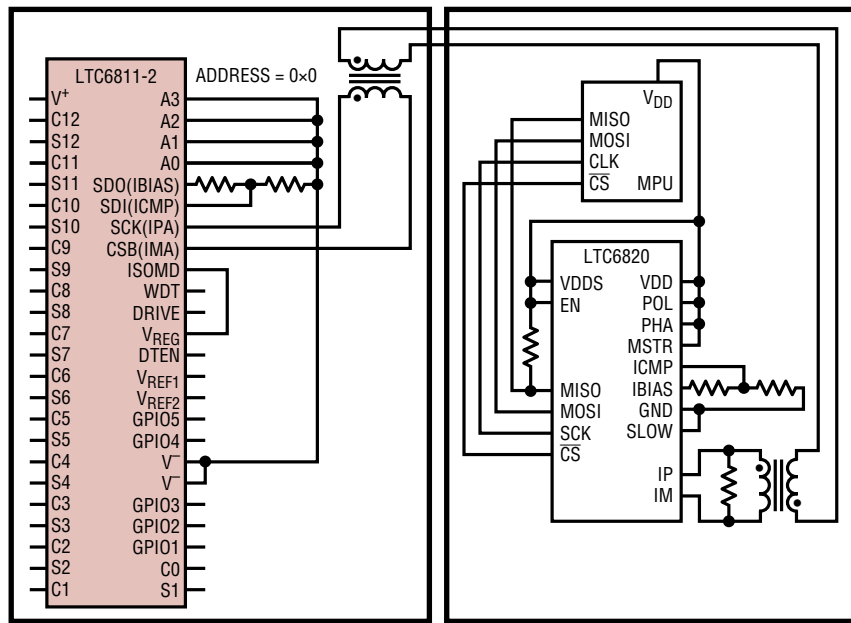 LTC6811-2
ADDRESS = 0×0
V+
C12
S12
C11
S11
C10
S10
C9
S9
C8
S8
C7
S7
C6
S6
C5
S5
C4
S4
C3
S3
C2
S2
C1
A3
A2
A1
A0
SDO(IBIAS)
SDI(ICMP)
SCK(IPA)
CSB(IMA)
ISOMD
WDT
DRIVE
VREG
DTEN
VREF1
VREF2
GPIO5
GPIO4
V–
V–
GPIO3
GPIO2
GPIO1
C0
S1
VDD
MISO
MOSI
CLK
CS
MPU
LTC6820
VDDS
EN
MISO
MOSI
SCK
CS
VDD
POL
PHA
MSTR
ICMP
IBIAS
GND
SLOW
IP
IM